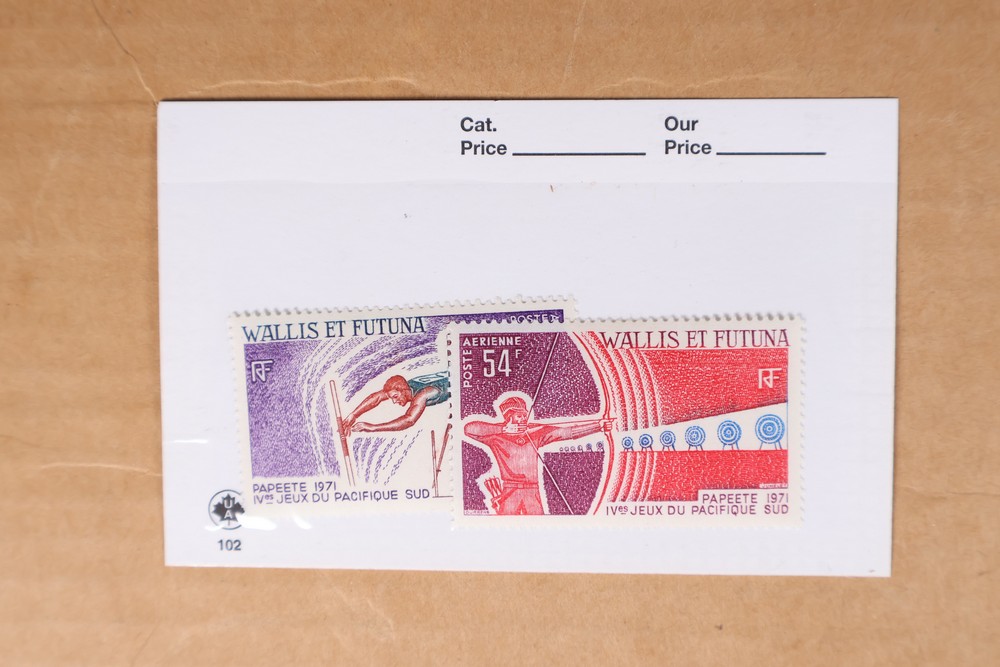 Cat.
Price
Our
Price
WALLIS ET FUTUNA
POSTES
RF
PAPEETE 1971
IVes JEUX DU PACIFIQUE SUD
POSTE
AERIENNE
54F
WALLIS ET FUTUNA
RF
PAPEETE 1971
IVes JEUX DU PACIFIQUE SUD
102